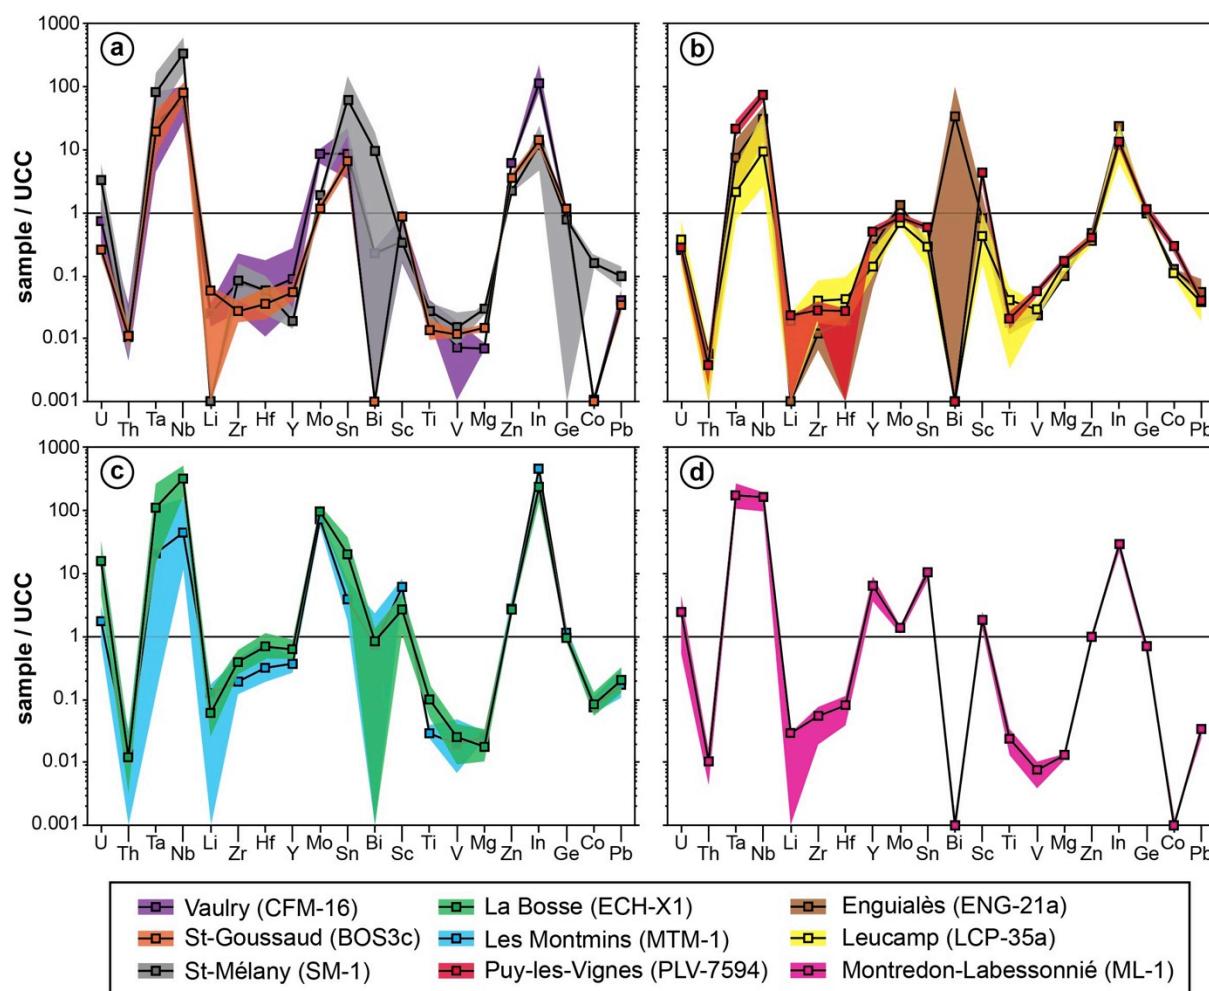 a
b
1000
100
10
1
0.1
0.01
0.001
sample / UCC
U Th Ta Nb Li Zr Hf Y Mo Sn Bi Sc Ti V Mg Zn In Ge Co Pb
U Th Ta Nb Li Zr Hf Y Mo Sn Bi Sc Ti V Mg Zn In Ge Co Pb
c
d
1000
100
10
1
0.1
0.01
0.001
sample / UCC
U Th Ta Nb Li Zr Hf Y Mo Sn Bi Sc Ti V Mg Zn In Ge Co Pb
U Th Ta Nb Li Zr Hf Y Mo Sn Bi Sc Ti V Mg Zn In Ge Co Pb
Vaulry (CFM-16)
St-Goussaud (BOS3c)
St-Mélany (SM-1)
La Bosse (ECH-X1)
Les Montmins (MTM-1)
Puy-les-Vignes (PLV-7594)
Enguialès (ENG-21a)
Leucamp (LCP-35a)
Montredon-Labessonnié (ML-1)